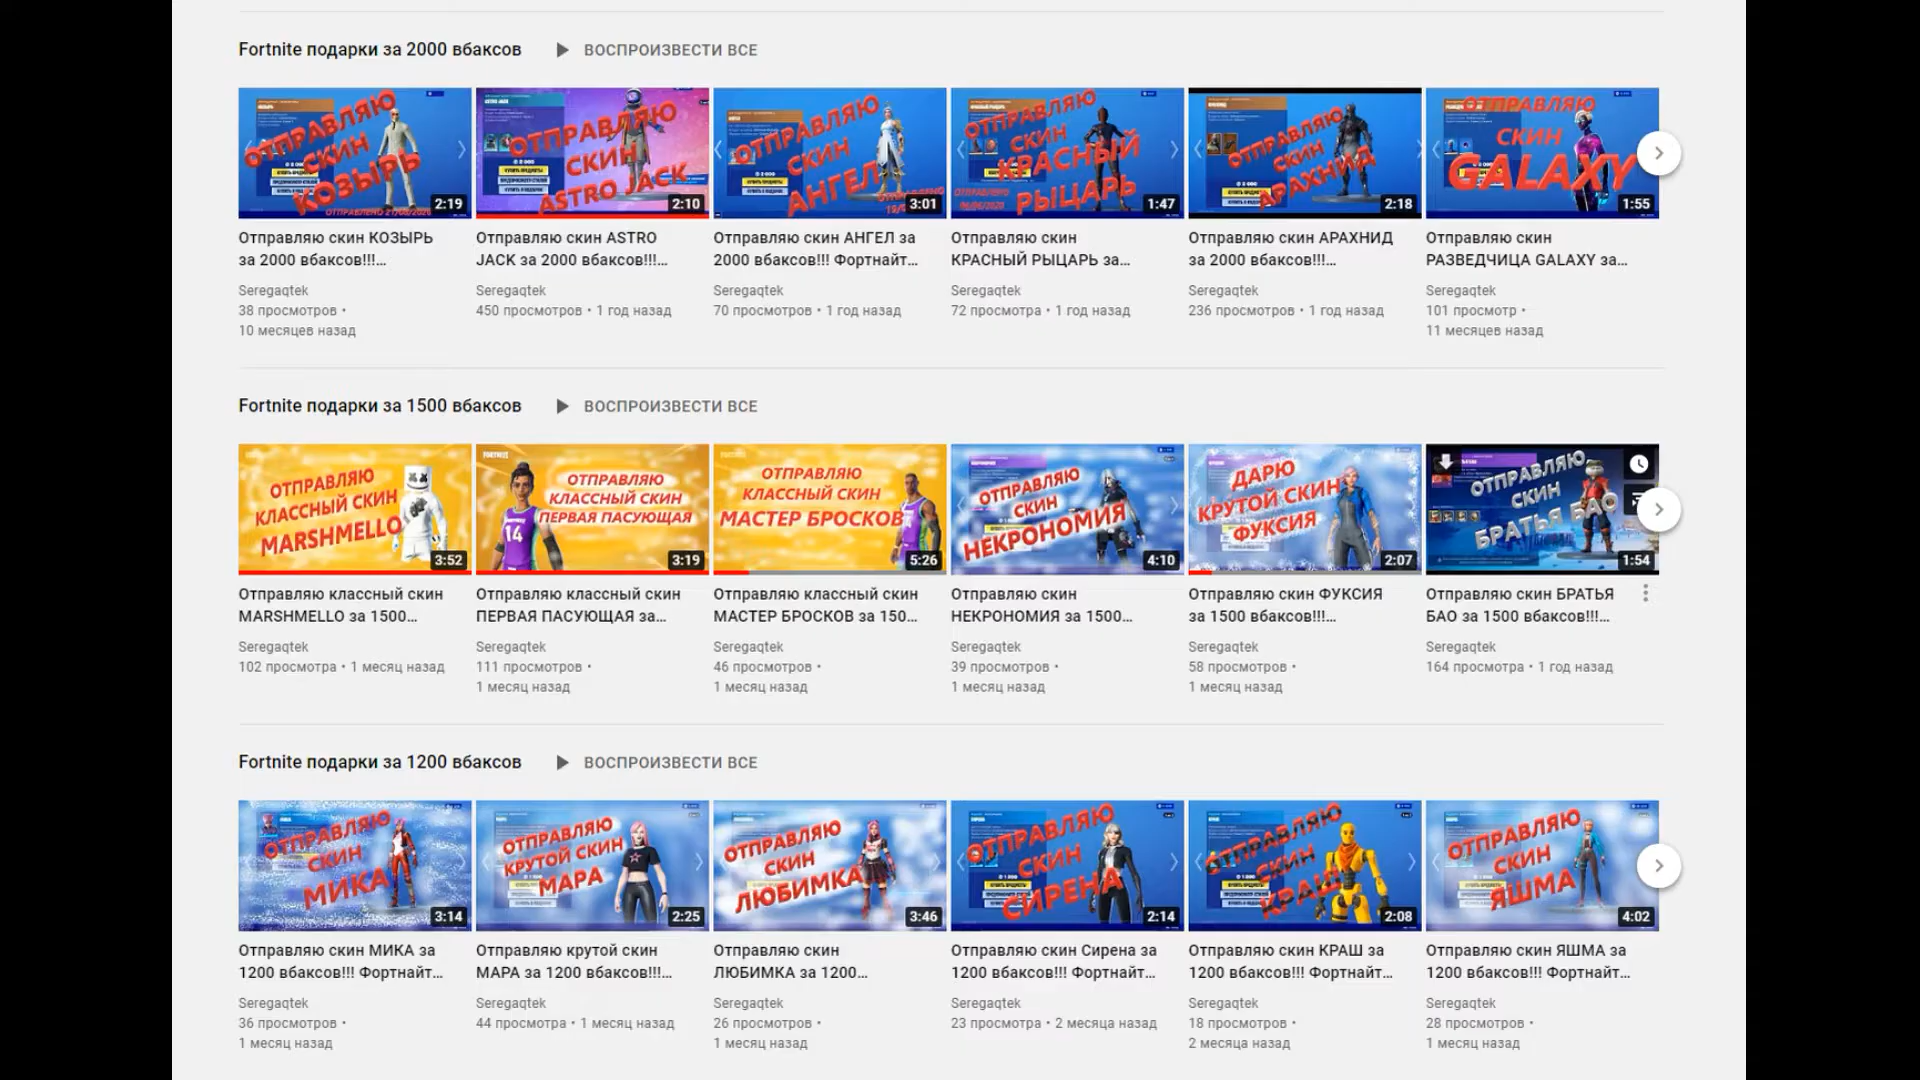 Fortnite подарки за 2000 вбаксов ВОСПРОИЗВЕСТИ ВСЕ
ОТПРАВЛЯЮ
СКИН
КОЗЫРЬ
2:19
ОТПРАВЛЯЮ
СКИН
ASTRO JACK
2:10
ОТПРАВЛЯЮ
СКИН
АНГЕЛ
3:01
ОТПРАВЛЯЮ
СКИН
КРАСНЫЙ
РЫЦАРЬ
1:47
ОТПРАВЛЯЮ
СКИН
АРАХНИД
2:18
ОТПРАВЛЯЮ
СКИН
GALAXY
1:55
Отправляю скин КОЗЫРЬ
за 2000 вбаксов!!!...
Seregaqtek
38 просмотров •
10 месяцев назад
Отправляю скин ASTRO
JACK за 2000 вбаксов!!!...
Seregaqtek
450 просмотров • 1 год назад
Отправляю скин АНГЕЛ за
2000 вбаксов!!! Фортнайт...
Seregaqtek
70 просмотров • 1 год назад
Отправляю скин
КРАСНЫЙ РЫЦАРЬ за...
Seregaqtek
72 просмотра • 1 год назад
Отправляю скин АРАХНИД
за 2000 вбаксов!!!...
Seregaqtek
236 просмотров • 1 год назад
Отправляю скин
РАЗВЕДЧИЦА GALAXY за...
Seregaqtek
101 просмотр •
11 месяцев назад
Fortnite подарки за 1500 вбаксов ВОСПРОИЗВЕСТИ ВСЕ
ОТПРАВЛЯЮ
КЛАССНЫЙ СКИН
MARSHMELLO
3:52
FORTNITE
ОТПРАВЛЯЮ
КЛАССНЫЙ СКИН
ПЕРВАЯ ПАСУЮЩАЯ
14
3:19
ОТПРАВЛЯЮ
КЛАССНЫЙ СКИН
МАСТЕР БРОСКОВ
5:26
ОТПРАВЛЯЮ
СКИН
НЕКРОНОМИЯ
4:10
ДАРЮ
КРУТОЙ СКИН
ФУКСИЯ
2:07
ОТПРАВЛЯЮ
СКИН
БРАТЬЯ БАО
1:54
Отправляю классный скин
MARSHMELLO за 1500...
Seregaqtek
102 просмотра • 1 месяц назад
Отправляю классный скин
ПЕРВАЯ ПАСУЮЩАЯ за...
Seregaqtek
111 просмотров •
1 месяц назад
Отправляю классный скин
МАСТЕР БРОСКОВ за 150...
Seregaqtek
46 просмотров •
1 месяц назад
Отправляю скин
НЕКРОНОМИЯ за 1500...
Seregaqtek
39 просмотров •
1 месяц назад
Отправляю скин ФУКСИЯ
за 1500 вбаксов!!!...
Seregaqtek
58 просмотров •
1 месяц назад
Отправляю скин БРАТЬЯ
БАО за 1500 вбаксов!!!...
Seregaqtek
164 просмотра • 1 год назад
Fortnite подарки за 1200 вбаксов ВОСПРОИЗВЕСТИ ВСЕ
ОТПРАВЛЯЮ
СКИН
МИКА
3:14
ОТПРАВЛЯЮ
КРУТОЙ СКИН
МАРА
2:25
ОТПРАВЛЯЮ
СКИН
ЛЮБИМКА
3:46
ОТПРАВЛЯЮ
СКИН
СИРЕНА
2:14
ОТПРАВЛЯЮ
СКИН
КРАШ
2:08
ОТПРАВЛЯЮ
СКИН
ЯШМА
4:02
Отправляю скин МИКА за
1200 вбаксов!!! Фортнайт...
Seregaqtek
36 просмотров •
1 месяц назад
Отправляю крутой скин
МАРА за 1200 вбаксов!!!...
Seregaqtek
44 просмотра • 1 месяц назад
Отправляю скин
ЛЮБИМКА за 1200...
Seregaqtek
26 просмотров •
1 месяц назад
Отправляю скин Сирена за
1200 вбаксов!!! Фортнайт...
Seregaqtek
23 просмотра • 2 месяца назад
Отправляю скин КРАШ за
1200 вбаксов!!! Фортнайт...
Seregaqtek
18 просмотров •
2 месяца назад
Отправляю скин ЯШМА за
1200 вбаксов!!! Фортнайт...
Seregaqtek
28 просмотров •
1 месяц назад